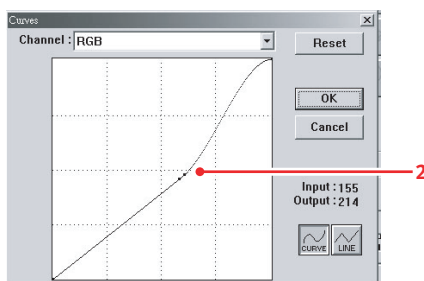 Curves
Channel : RGB
Reset
OK
Cancel
2
Input : 155
Output : 214
CURVE
LINE